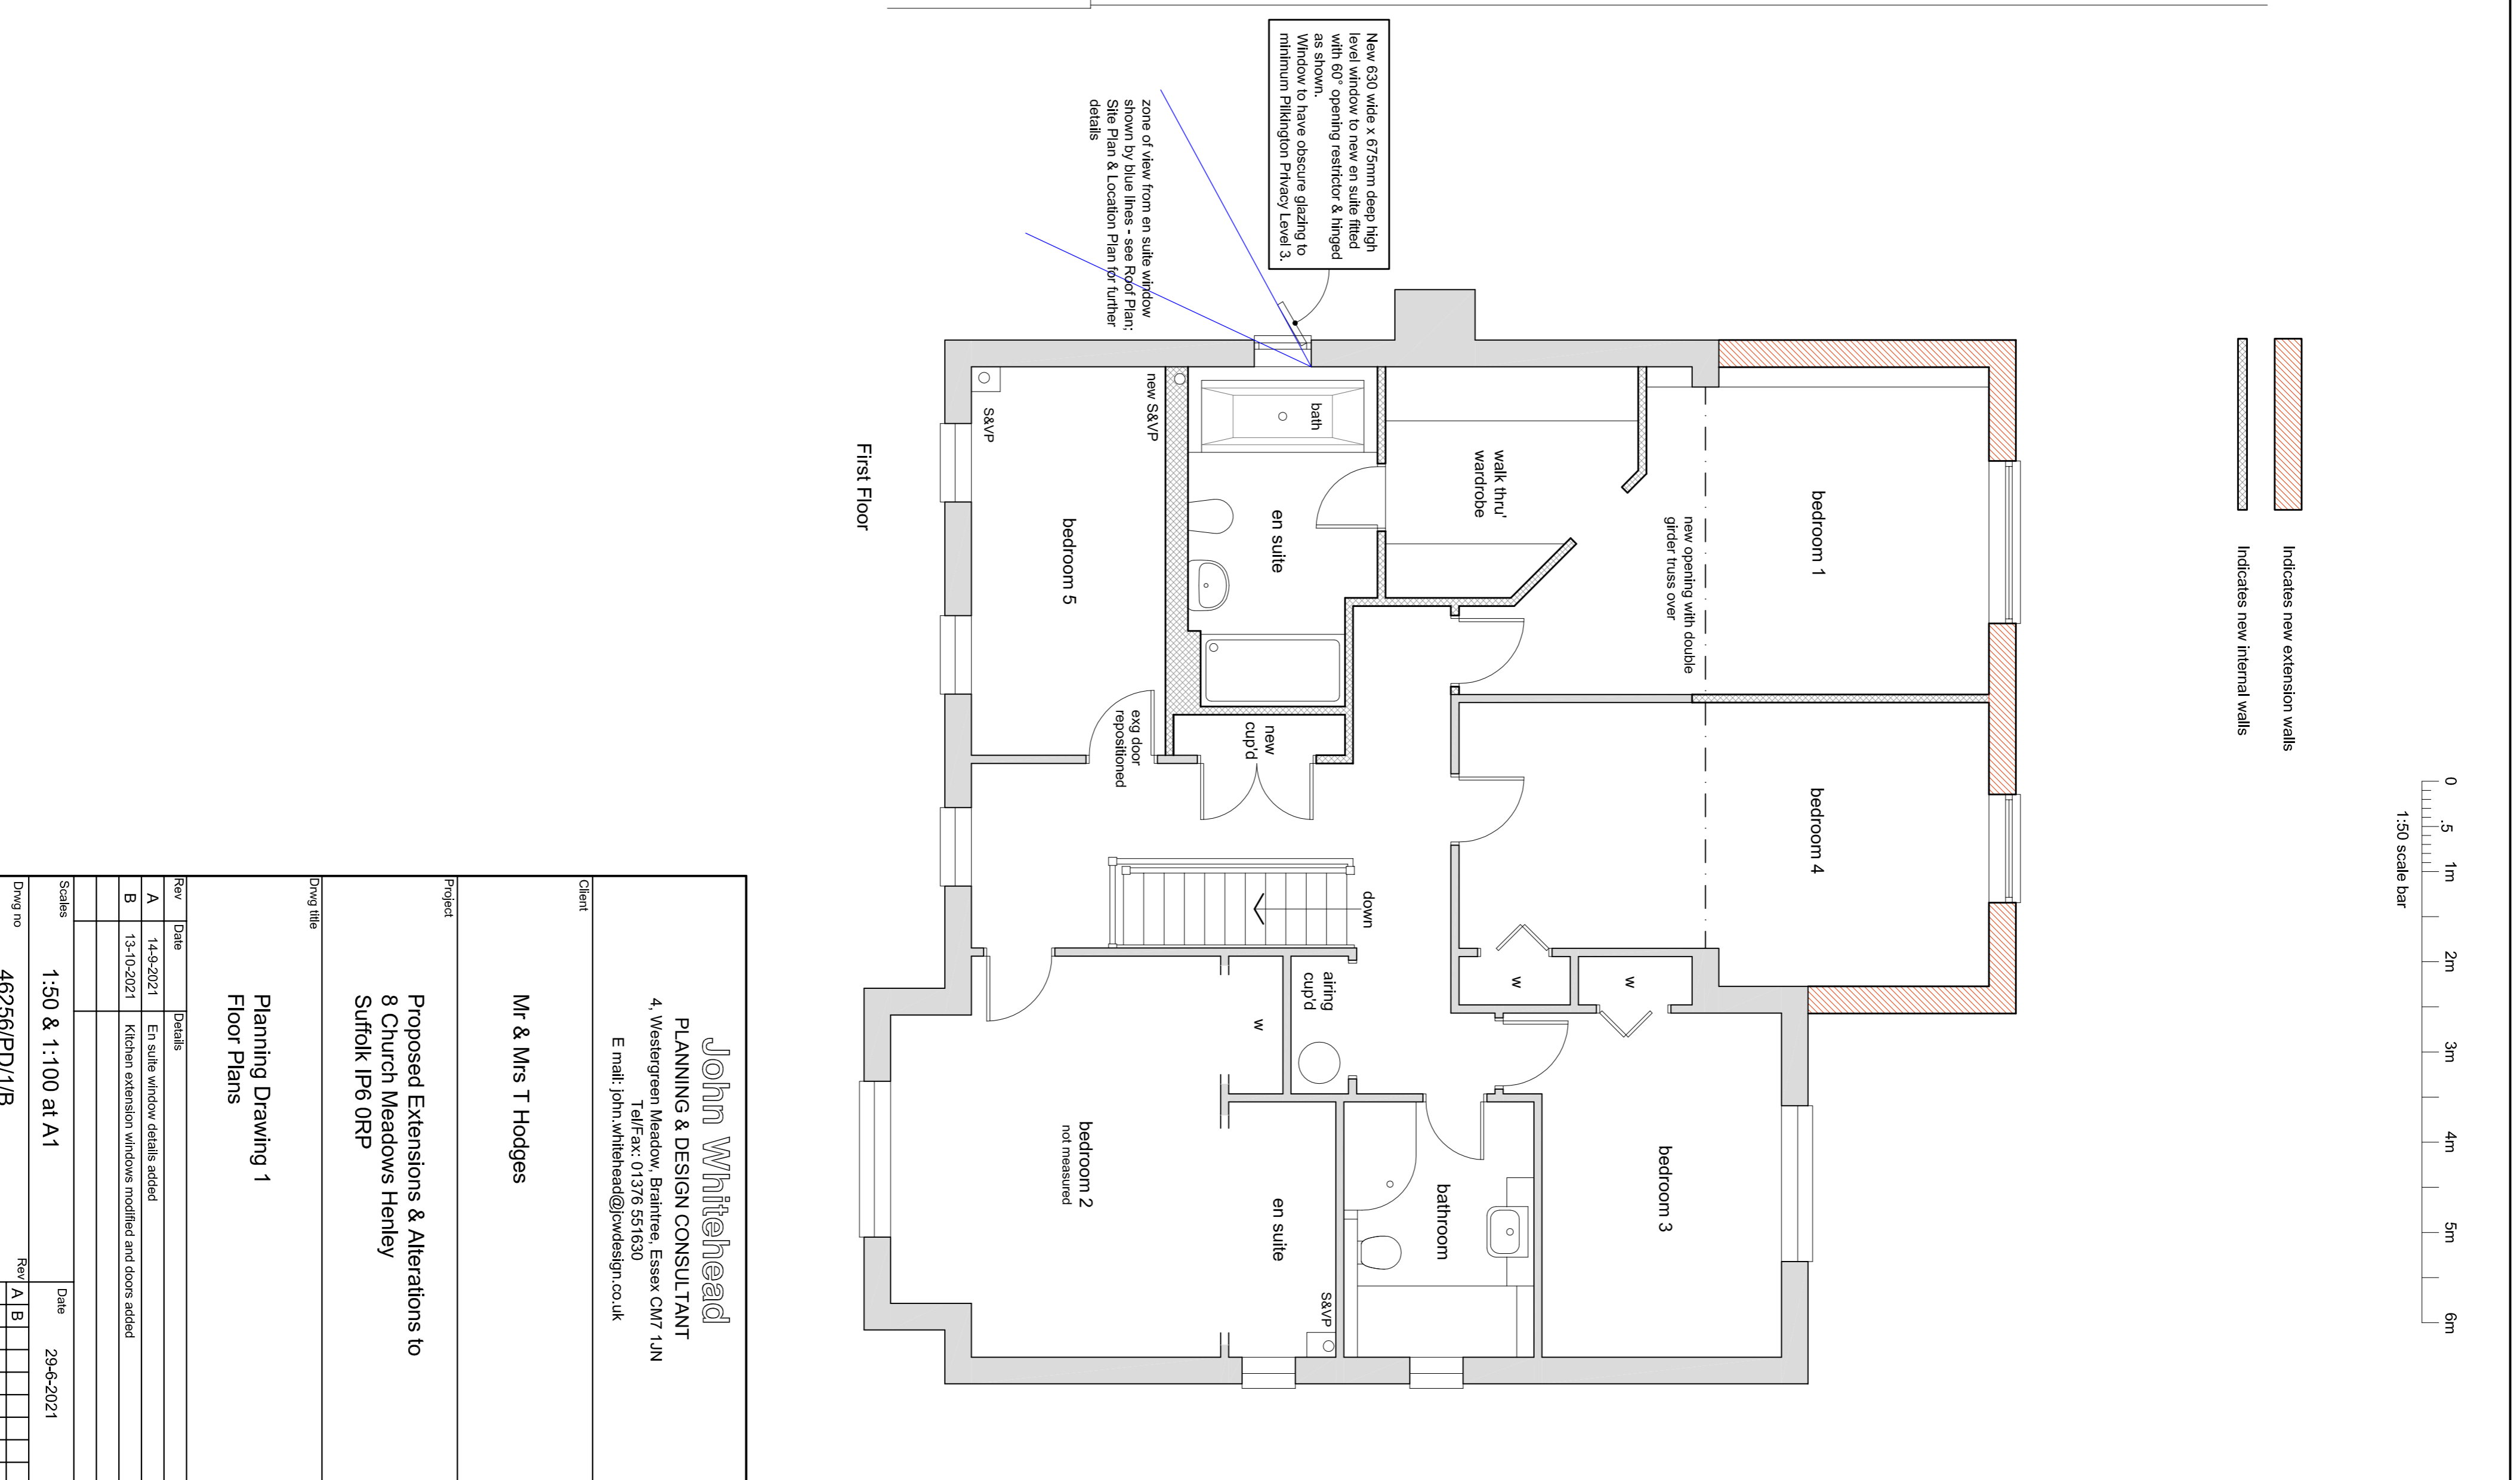 Indicates new extension walls
Indicates new internal walls
0
.5
1m
2m
3m
4m
5m
6m
1:50 scale bar
New 630 wide x 675mm deep high
level window to new en suite fitted
with 60° opening restrictor & hinged
as shown.
Window to have obscure glazing to
minimum Pilkington Privacy Level 3.
zone of view from en suite window
shown by blue lines - see Roof Plan;
Site Plan & Location Plan for further
details
bedroom 1
new opening with double
girder truss over
bedroom 4
walk thru'
wardrobe
w
w
bedroom 3
bath
en suite
down
airing
cup'd
bathroom
new
cup'd
w
en suite
S&VP
new S&VP
exg door
repositioned
bedroom 5
S&VP
bedroom 2
not measured
First Floor
John Whitehead
PLANNING & DESIGN CONSULTANT
4, Westergreen Meadow, Braintree, Essex CM7 1JN
Tel/Fax: 01376 551630
E mail: john.whitehead@jcwdesign.co.uk
Client
Mr & Mrs T Hodges
Project
Proposed Extensions & Alterations to
8 Church Meadows Henley
Suffolk IP6 0RP
Drwg title
Planning Drawing 1
Floor Plans
Rev Date Details
A 14-9-2021 En suite window details added
B 13-10-2021 Kitchen extension windows modified and doors added
Scales
1:50 & 1:100 at A1
Date
29-6-2021
Drwg no
46256/PD/1/B
Rev
A B